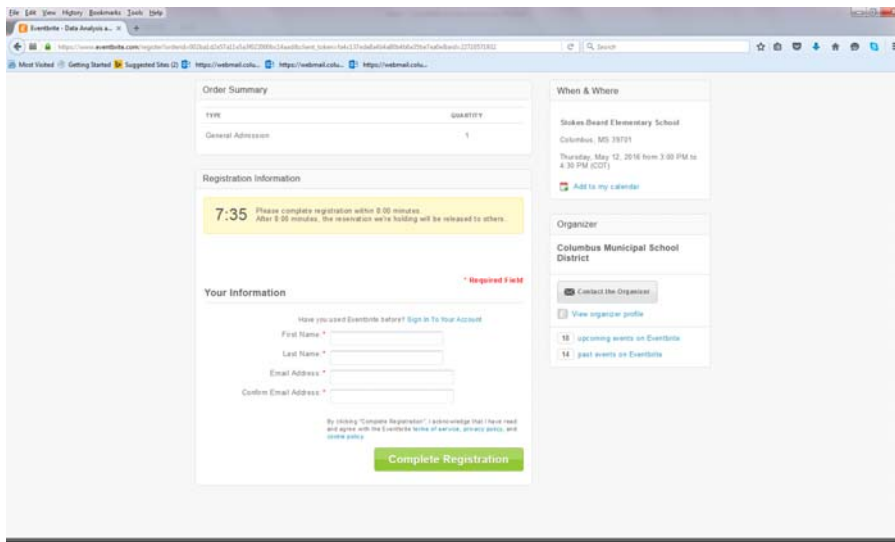 File Edit View History Bookmarks Tools Help
Eventbrite - Data Analysis a...
Search
Most Visited Getting Started Suggested Sites (2) https://webmail.colu... https://webmail.colu... https://webmail.colu...
Order Summary
TYPE QUANTITY
General Admission 1
Registration Information
7:35 Please complete registration within 8:00 minutes.
After 8:00 minutes, the reservation we're holding will be released to others.
* Required Field
Your Information
Have you used Eventbrite before? Sign In To Your Account
First Name: *
Last Name: *
Email Address: *
Confirm Email Address: *
By clicking "Complete Registration", I acknowledge that I have read
and agree with the Eventbrite terms of service, privacy policy, and
cookie policy.
Complete Registration
When & Where
Stokes-Beard Elementary School
Columbus, MS 39701
Thursday, May 12, 2016 from 3:00 PM to
4:30 PM (CDT)
Add to my calendar
Organizer
Columbus Municipal School
District
Contact the Organizer
View organizer profile
18 upcoming events on Eventbrite
14 past events on Eventbrite